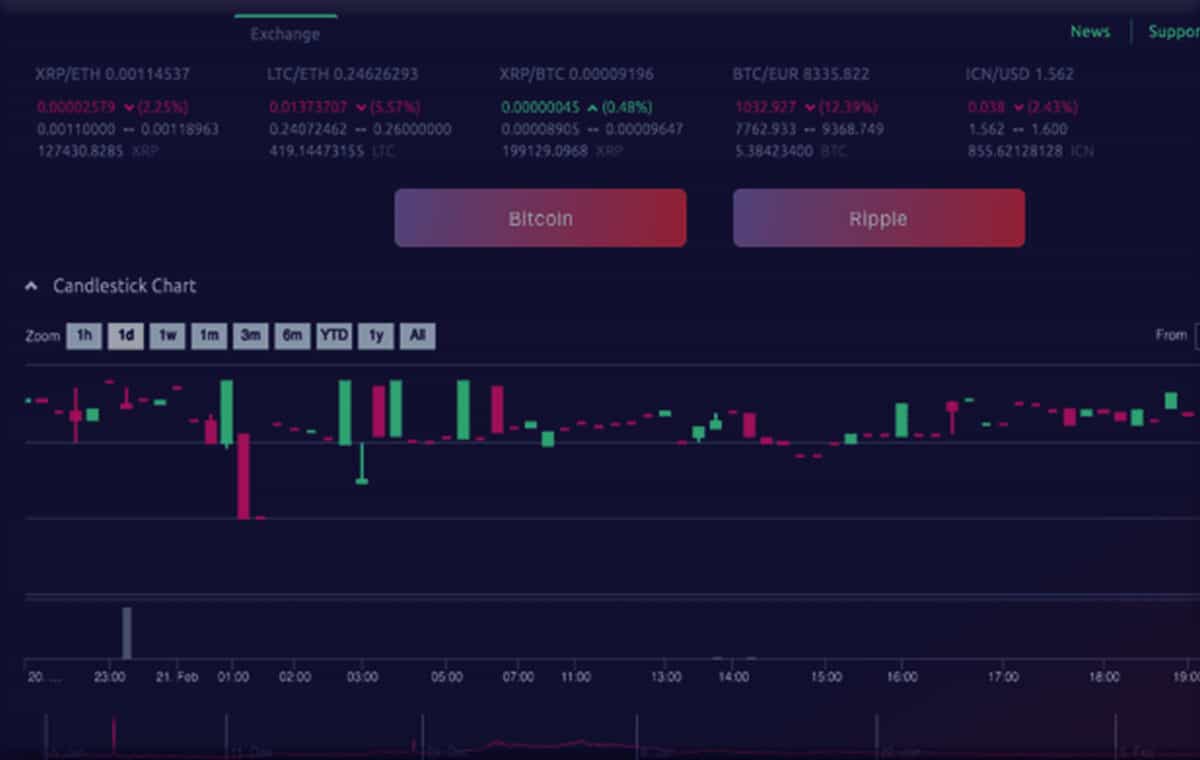 Exchange
News
Suppor
XRP/ETH 0.00114537
LTC/ETH 0.24626293
XRP/BTC 0.00009196
BTC/EUR 8335.822
ICN/USD 1.562
0.00002579 (2.25%)
0.01373707 (5.57%)
0.00000045 (0.48%)
1032.927 (12.39%)
0.038 (2.43%)
0.00110000 -- 0.00118963
0.24072462 -- 0.26000000
0.00008905 -- 0.00009647
7762.933 -- 9368.749
1.562 -- 1.600
127430.8285 XRP
419.14473155 LTC
199129.0968 XRP
5.38423400 BTC
855.62128128 ICN
Bitcoin
Ripple
Candlestick Chart
Zoom 1h 1d 1w 1m 3m 6m YTD 1y All
From
20. ... 23:00 21. Feb 01:00 02:00 03:00 05:00 07:00 11:00 13:00 14:00 15:00 16:00 17:00 18:00 19:00